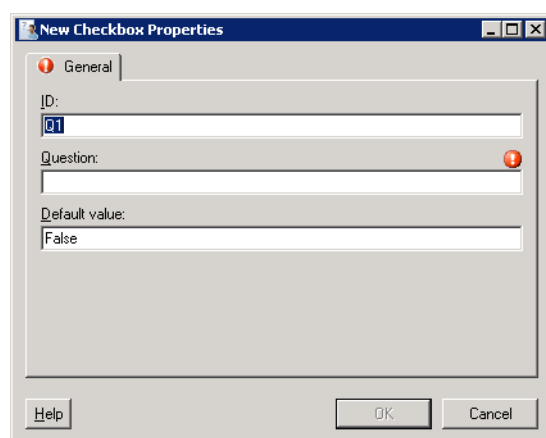 New Checkbox Properties
General
ID:
Q1
Question:
Default value:
False
Help OK Cancel